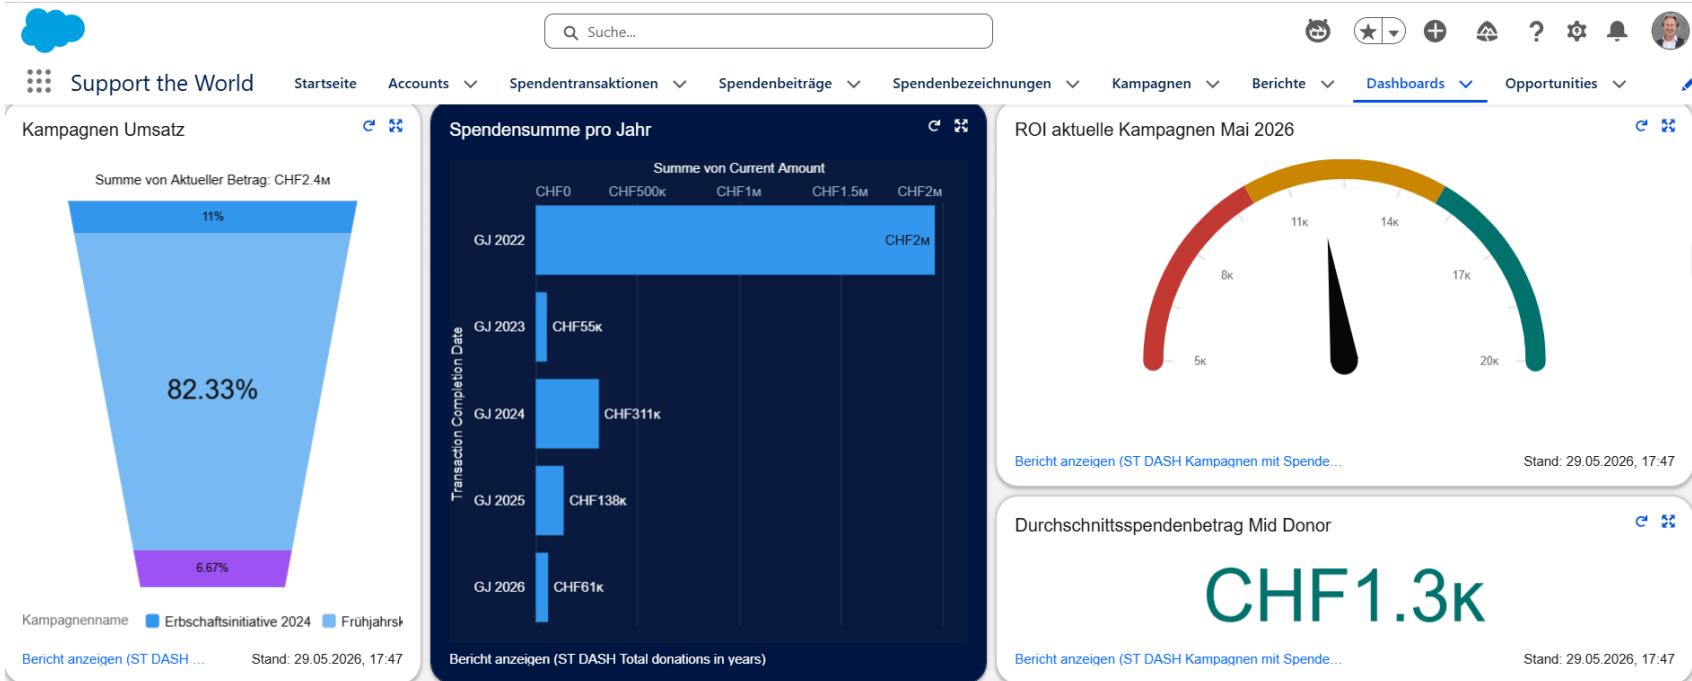 Suche...
Support the World
Startseite
Accounts
Spendentransaktionen
Spendenbeiträge
Spendenbezeichnungen
Kampagnen
Berichte
Dashboards
Opportunities
Kampagnen Umsatz
Summe von Aktueller Betrag: CHF2.4M
11%
82.33%
6.67%
Kampagnenname
Erbschaftsinitiative 2024
Frühjahrsk
Bericht anzeigen (ST DASH ...
Stand: 29.05.2026, 17:47
Spendensumme pro Jahr
Summe von Current Amount
CHF0 CHF500K CHF1M CHF1.5M CHF2M
Transaction Completion Date
GJ 2022 CHF2M
GJ 2023 CHF55K
GJ 2024 CHF311K
GJ 2025 CHF138K
GJ 2026 CHF61K
Bericht anzeigen (ST DASH Total donations in years)
ROI aktuelle Kampagnen Mai 2026
5K
8K
11K
14K
17K
20K
Bericht anzeigen (ST DASH Kampagnen mit Spende...
Stand: 29.05.2026, 17:47
Durchschnittsspendenbetrag Mid Donor
CHF1.3K
Bericht anzeigen (ST DASH Kampagnen mit Spende...
Stand: 29.05.2026, 17:47